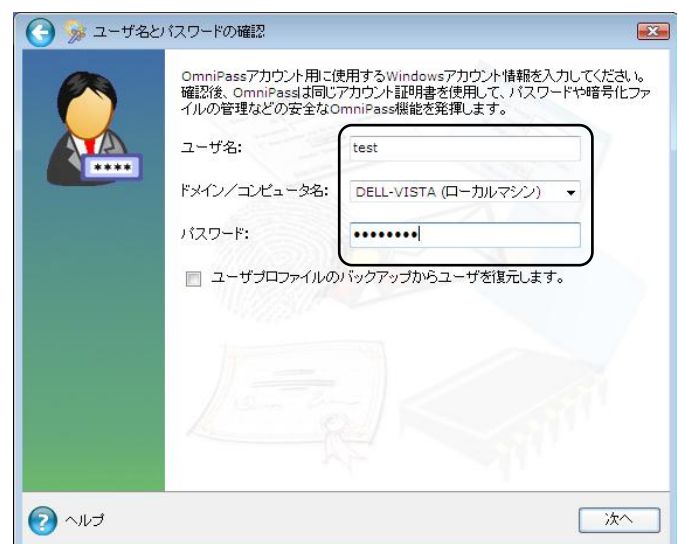 ユーザ名とパスワードの確認
OmniPassアカウント用に使用するWindowsアカウント情報を入力してください。
確認後、OmniPassは同じアカウント証明書を使用して、パスワードや暗号化ファ
イルの管理などの安全なOmniPass機能を発揮します。
ユーザ名: test
****
ドメイン／コンピュータ名: DELL-VISTA (ローカルマシン)
パスワード: ••••••••
ユーザプロファイルのバックアップからユーザを復元します。
ヘルプ 次へ